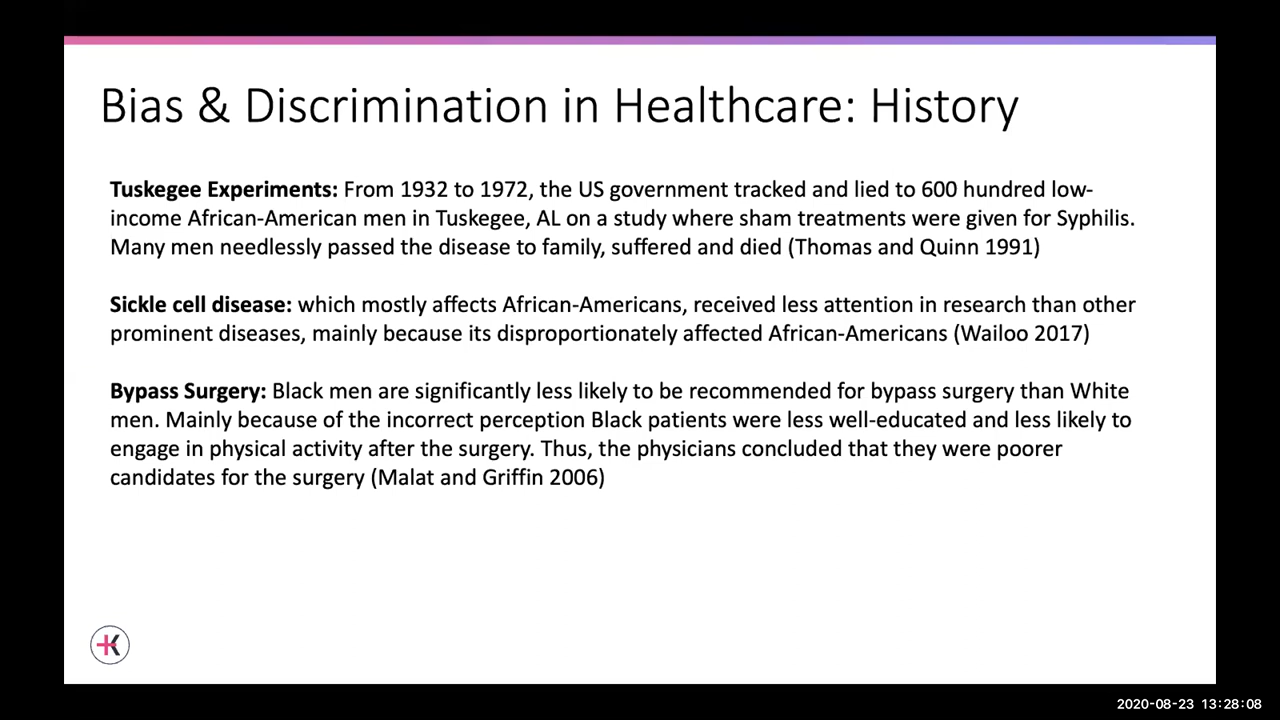 Bias & Discrimination in Healthcare: History
Tuskegee Experiments: From 1932 to 1972, the US government tracked and lied to 600 hundred low-
income African-American men in Tuskegee, AL on a study where sham treatments were given for Syphilis.
Many men needlessly passed the disease to family, suffered and died (Thomas and Quinn 1991)
Sickle cell disease: which mostly affects African-Americans, received less attention in research than other
prominent diseases, mainly because its disproportionately affected African-Americans (Wailoo 2017)
Bypass Surgery: Black men are significantly less likely to be recommended for bypass surgery than White
men. Mainly because of the incorrect perception Black patients were less well-educated and less likely to
engage in physical activity after the surgery. Thus, the physicians concluded that they were poorer
candidates for the surgery (Malat and Griffin 2006)
K
2020-08-23 13:28:08